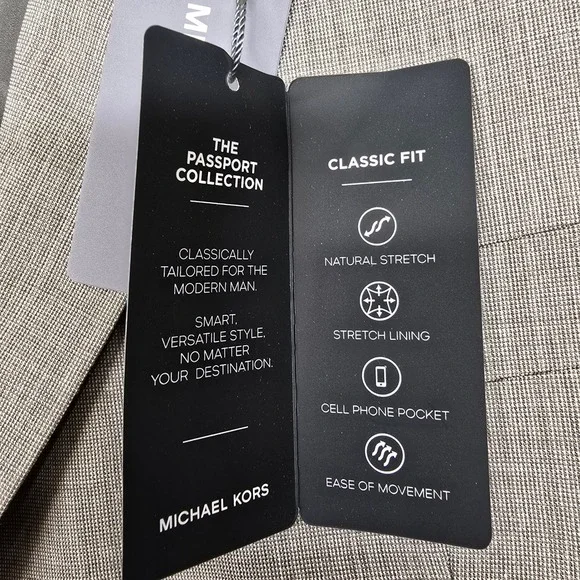 THE
PASSPORT
COLLECTION
CLASSICALLY
TAILORED FOR THE
MODERN MAN.
SMART,
VERSATILE STYLE,
NO MATTER
YOUR DESTINATION.
MICHAEL KORS
CLASSIC FIT
NATURAL STRETCH
STRETCH LINING
CELL PHONE POCKET
EASE OF MOVEMENT